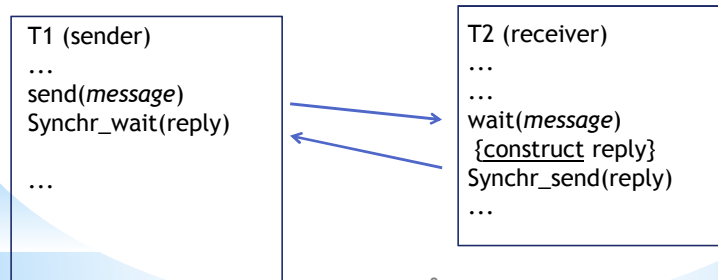 T1 (sender)
...
send(message)
Synchr_wait(reply)
...
T2 (receiver)
...
...
wait(message)
{construct reply}
Synchr_send(reply)
...